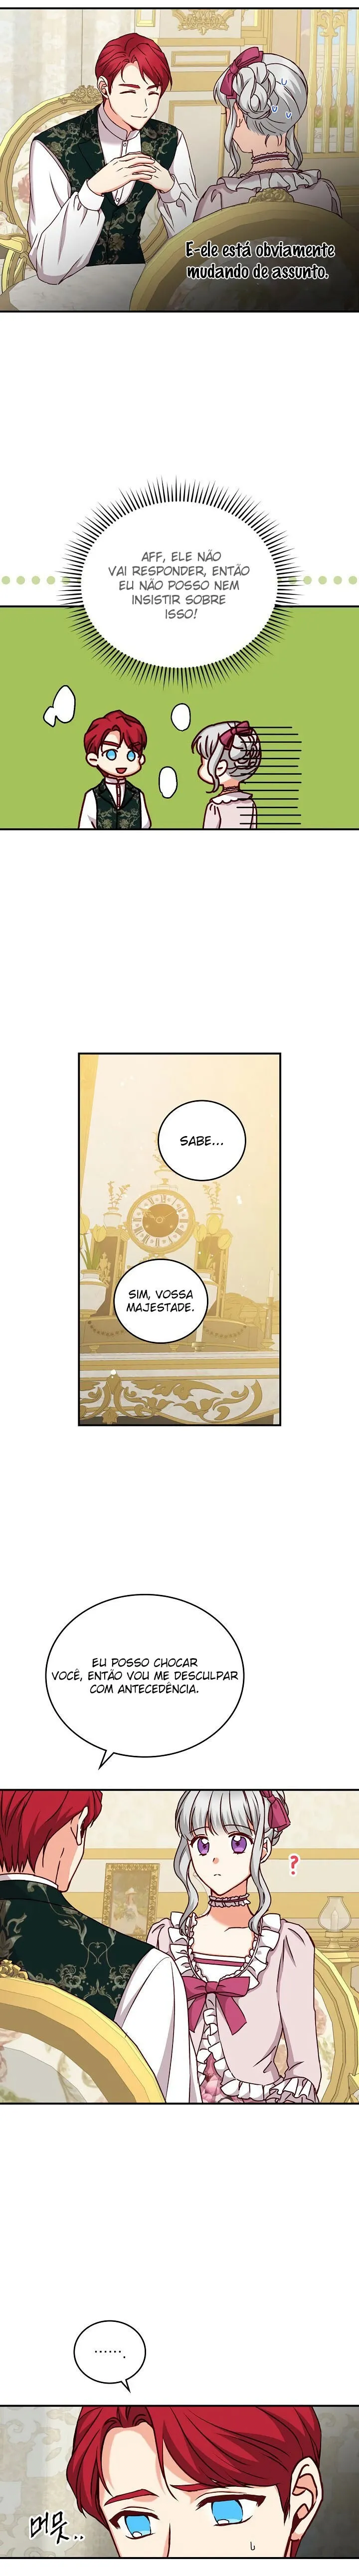 E-ele está obviamente
mudando de assunto.
AFF, ELE NÃO
VAI RESPONDER, ENTÃO
EU NÃO POSSO NEM
INSISTIR SOBRE
ISSO!
SABE...
SIM, VOSSA
MAJESTADE.
EU POSSO CHOCAR
VOCÊ, ENTÃO VOU ME DESCULPAR
COM ANTECEDÊNCIA.
?
.......
머뭇..